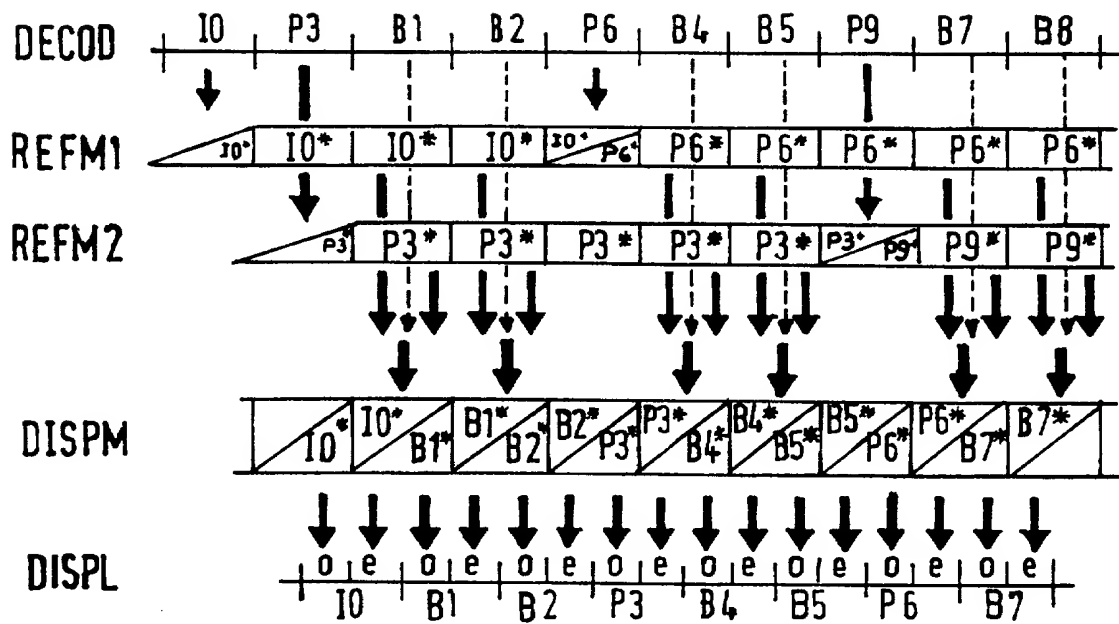 DECOD I0 P3 B1 B2 P6 B4 B5 P9 B7 B8
REFM1 I0* I0* I0* I0* I0* P6* P6* P6* P6* P6* P6*
REFM2 P3* P3* P3* P3* P3* P3* P3* P9* P9* P9*
DISPM I0* I0* B1* B1* B2* B2* P3* P3* B4* B4* B5* B5* P6* P6* B7* B7*
DISPL o e o e o e o e o e o e o e o e
I0 B1 B2 P3 B4 B5 P6 B7